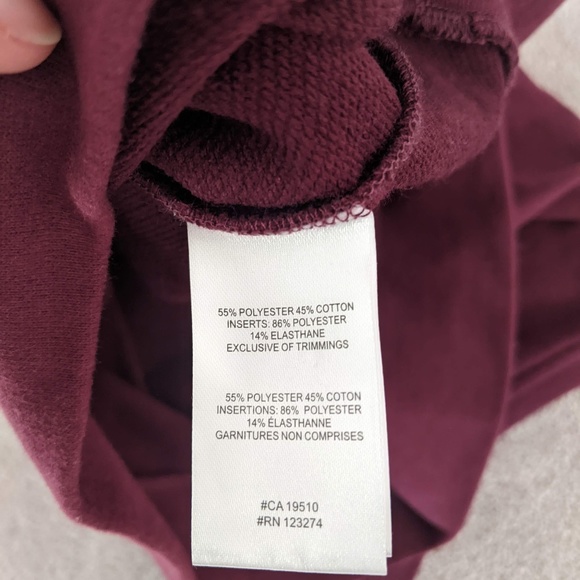 55% POLYESTER 45% COTTON
INSERTS: 86% POLYESTER
14% ELASTHANE
EXCLUSIVE OF TRIMMINGS
55% POLYESTER 45% COTON
INSERTIONS: 86% POLYESTER
14% ÉLASTHANNE
GARNITURES NON COMPRISES
#CA 19510
#RN 123274